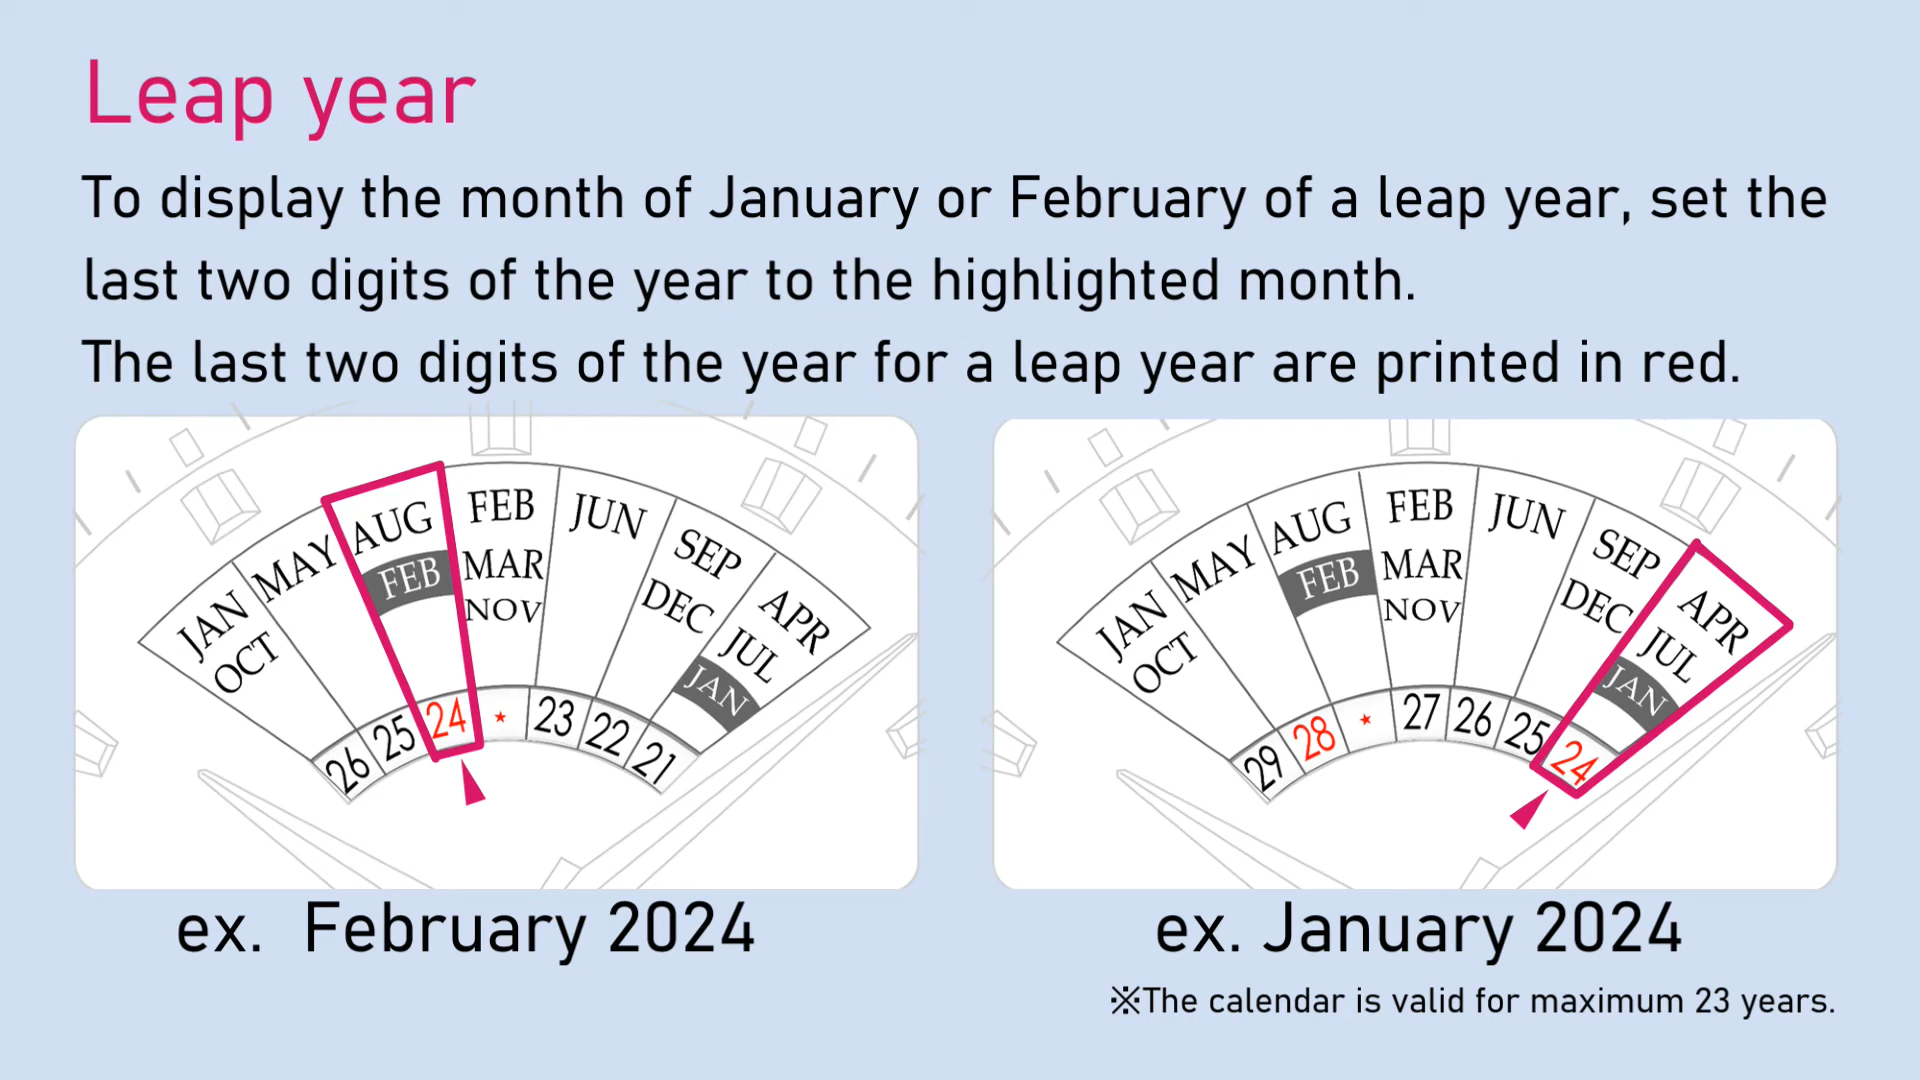 Leap year
To display the month of January or February of a leap year, set the
last two digits of the year to the highlighted month.
The last two digits of the year for a leap year are printed in red.
JAN
OCT
MAY
AUG
FEB
FEB
MAR
NOV
JUN
SEP
DEC
APR
JUL
JAN
26 25 24 ★ 23 22 21
ex. February 2024
JAN
OCT
MAY
AUG
FEB
FEB
MAR
NOV
JUN
SEP
DEC
APR
JUL
JAN
29 28 ★ 27 26 25 24
ex. January 2024
※The calendar is valid for maximum 23 years.